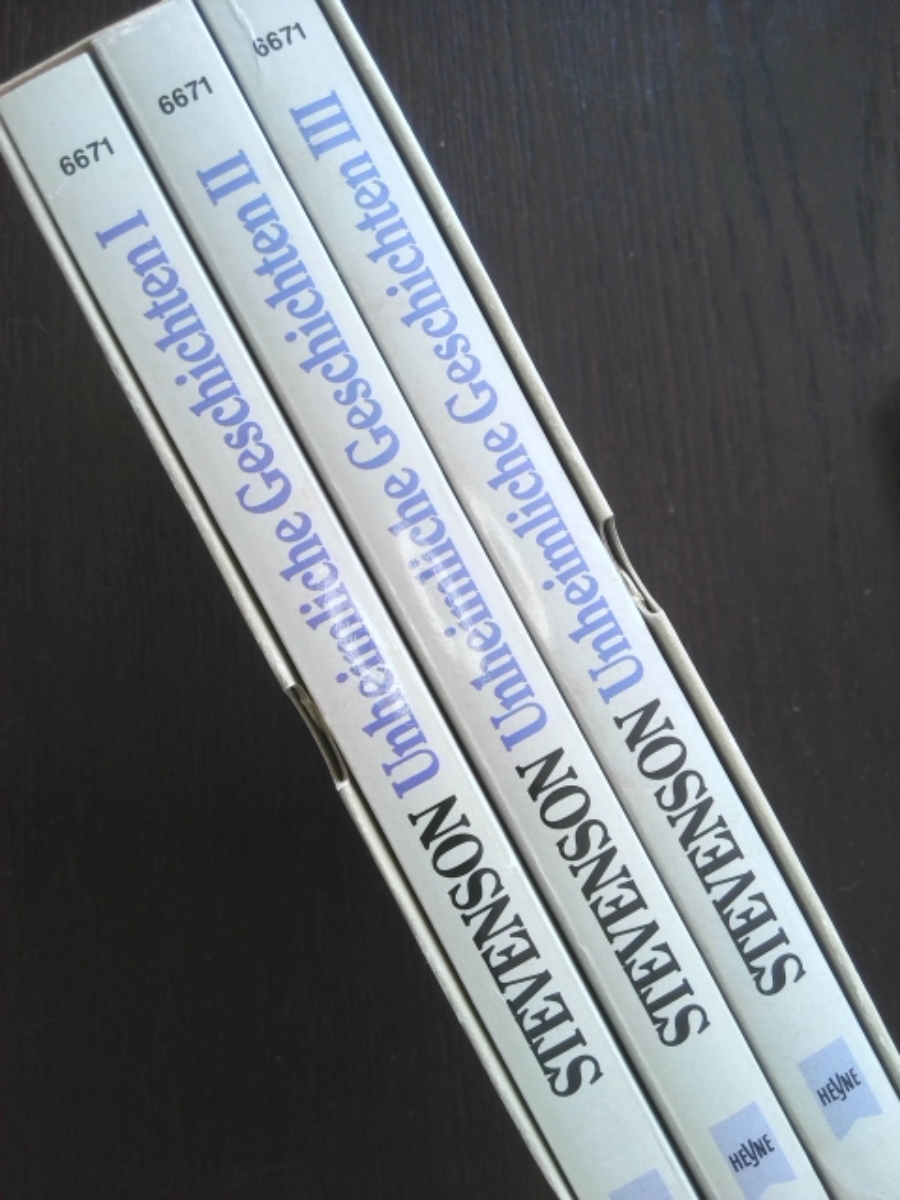 6671
STEVENSON Unheimliche Geschichten I
6671
STEVENSON Unheimliche Geschichten II
HEYNE
6671
STEVENSON Unheimliche Geschichten III
HEYNE